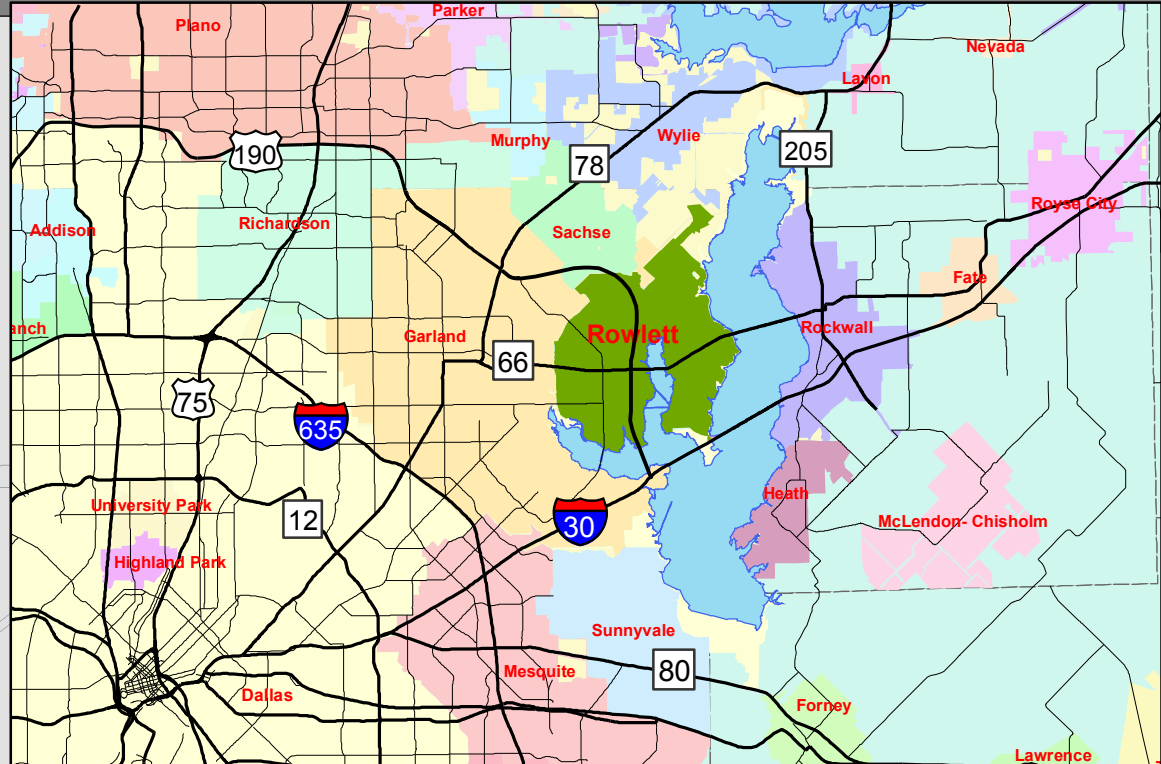 Parker
Plano
Nevada
Lavon
Murphy
Wylie
190
78
205
Royse City
Addison
Richardson
Sachse
Fate
anch
Garland
Rowlett
Rockwall
66
75
635
University Park
12
30
Heath
McLendon- Chisholm
Highland Park
Sunnyvale
80
Mesquite
Dallas
Forney
Lawrence